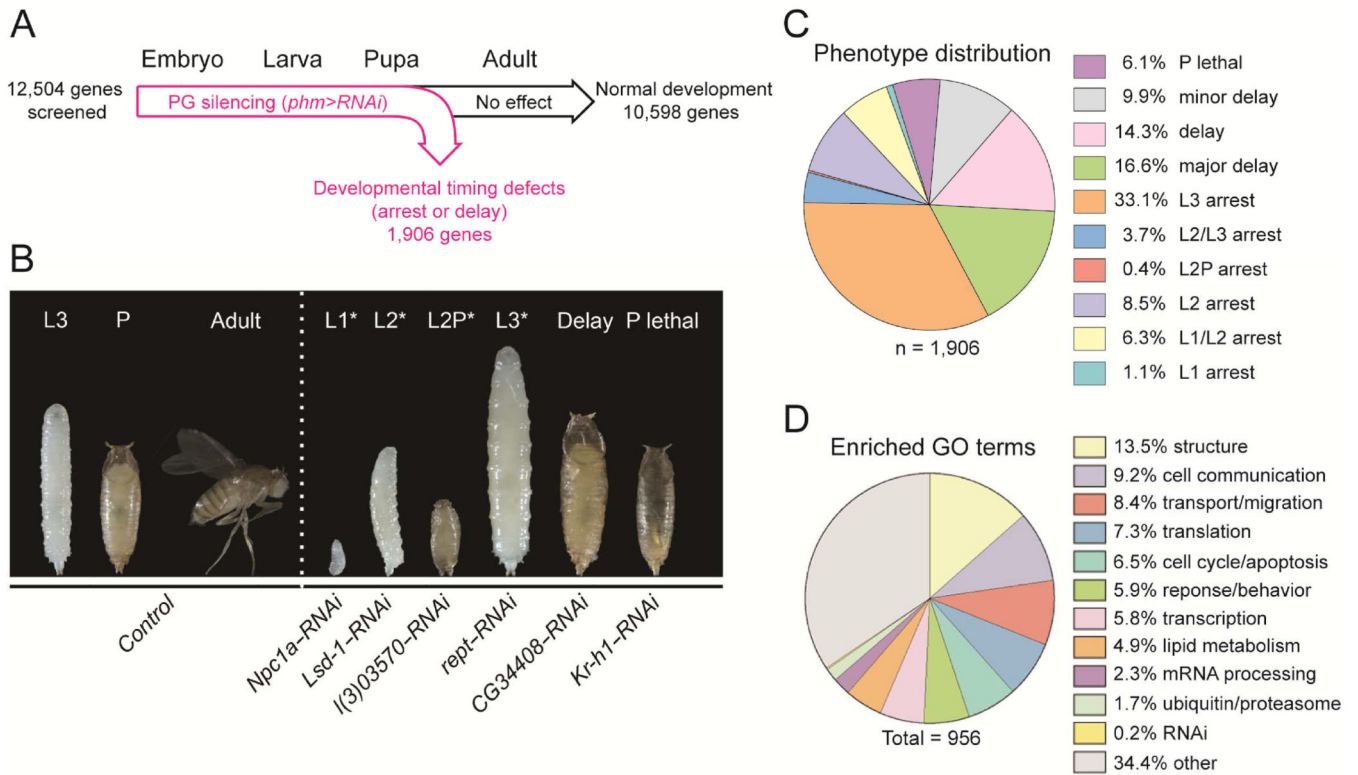 A
Embryo Larva Pupa Adult
12,504 genes
screened
PG silencing (phm>RNAi)
No effect
Normal development
10,598 genes
Developmental timing defects
(arrest or delay)
1,906 genes
B
L3 P Adult L1* L2* L2P* L3* Delay P lethal
Control
Npc1a–RNAi
Lsd-1–RNAi
l(3)03570–RNAi
rept–RNAi
CG34408–RNAi
Kr-h1–RNAi
C
Phenotype distribution
n = 1,906
6.1% P lethal
9.9% minor delay
14.3% delay
16.6% major delay
33.1% L3 arrest
3.7% L2/L3 arrest
0.4% L2P arrest
8.5% L2 arrest
6.3% L1/L2 arrest
1.1% L1 arrest
D
Enriched GO terms
Total = 956
13.5% structure
9.2% cell communication
8.4% transport/migration
7.3% translation
6.5% cell cycle/apoptosis
5.9% reponse/behavior
5.8% transcription
4.9% lipid metabolism
2.3% mRNA processing
1.7% ubiquitin/proteasome
0.2% RNAi
34.4% other